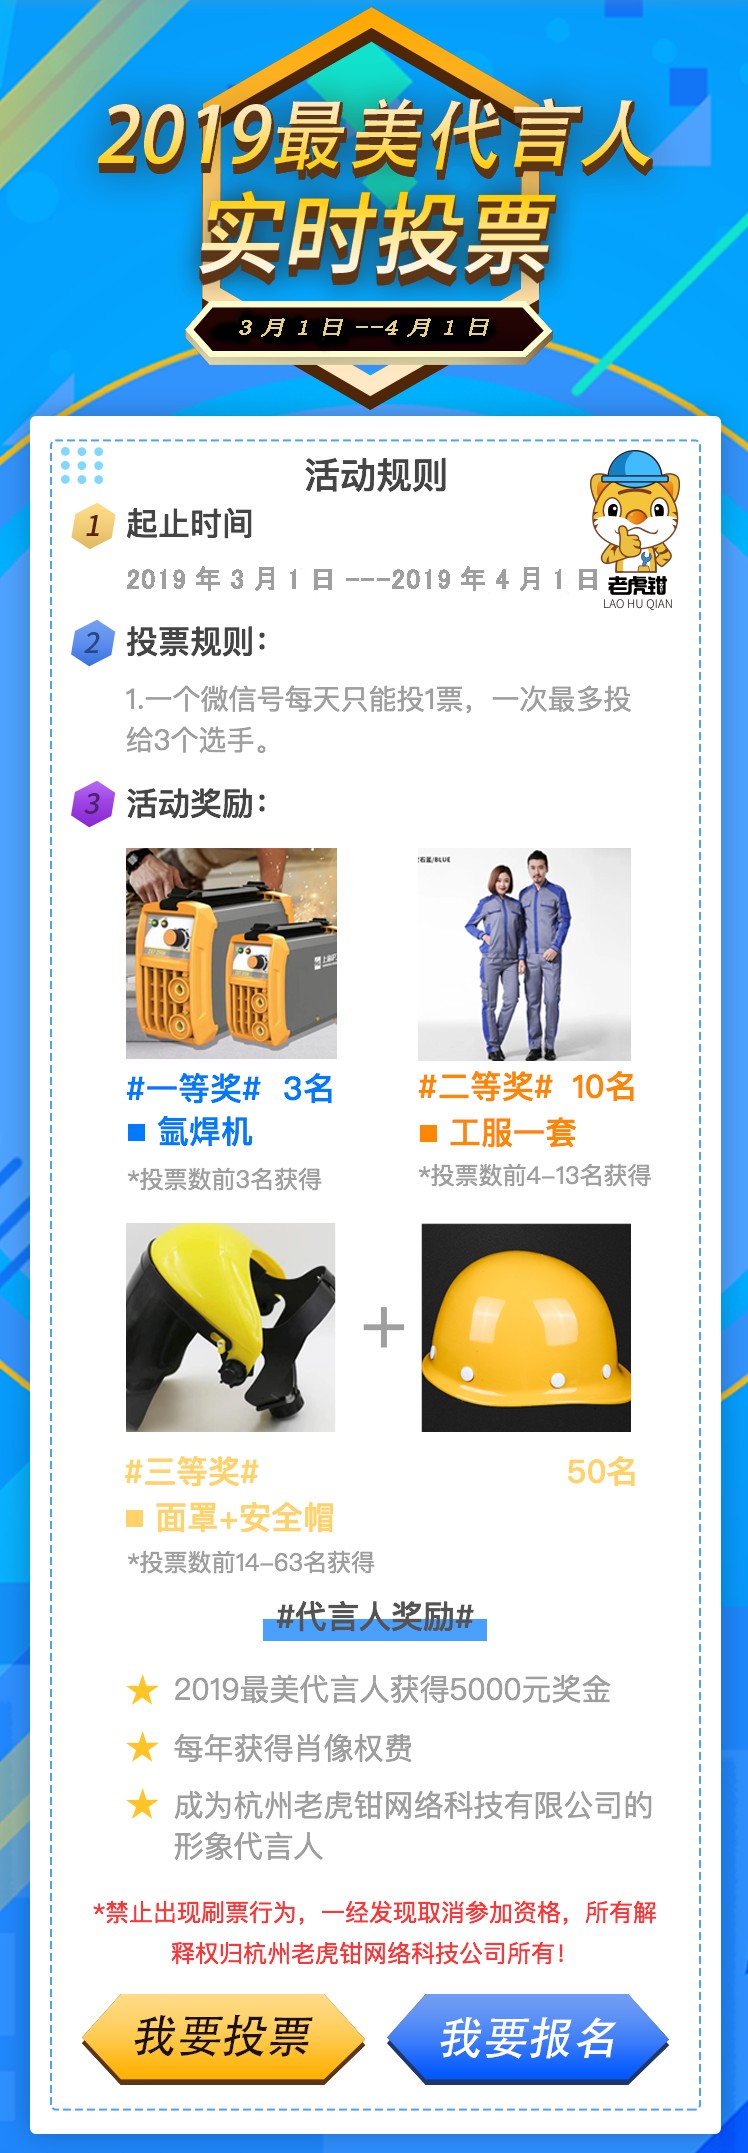 2019最美代言人
实时投票
3 月 1 日 --4 月 1 日
活动规则
1 起止时间
2019 年 3 月 1 日 ---2019 年 4 月 1 日
老虎钳
LAO HU QIAN
2 投票规则：
1.一个微信号每天只能投1票，一次最多投
给3个选手。
3 活动奖励：
石蓝/BLUE
#一等奖# 3名
氩焊机
*投票数前3名获得
#二等奖# 10名
工服一套
*投票数前4-13名获得
+
#三等奖# 50名
面罩+安全帽
*投票数前14-63名获得
#代言人奖励#
2019最美代言人获得5000元奖金
每年获得肖像权费
成为杭州老虎钳网络科技有限公司的
形象代言人
*禁止出现刷票行为，一经发现取消参加资格，所有解
释权归杭州老虎钳网络科技公司所有！
我要投票
我要报名